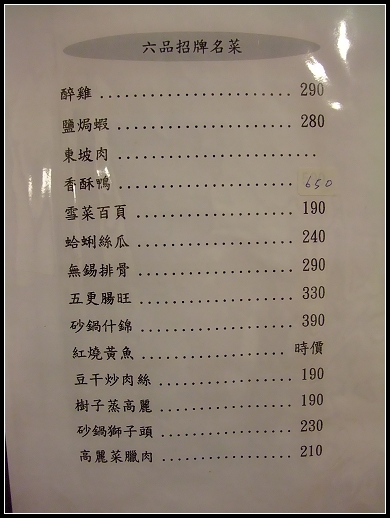 六品招牌名菜
醉雞 ........................ 290
鹽焗蝦 ...................... 280
東坡肉 .........................
香酥鴨 ...................... 650
雪菜百頁 .................... 190
蛤蜊絲瓜 .................... 240
無錫排骨 .................... 290
五更腸旺 .................... 330
砂鍋什錦 .................... 390
紅燒黃魚 .................. 時價
豆干炒肉絲 .................. 190
樹子蒸高麗 .................. 190
砂鍋獅子頭 .................. 230
高麗菜臘肉 ................. 210